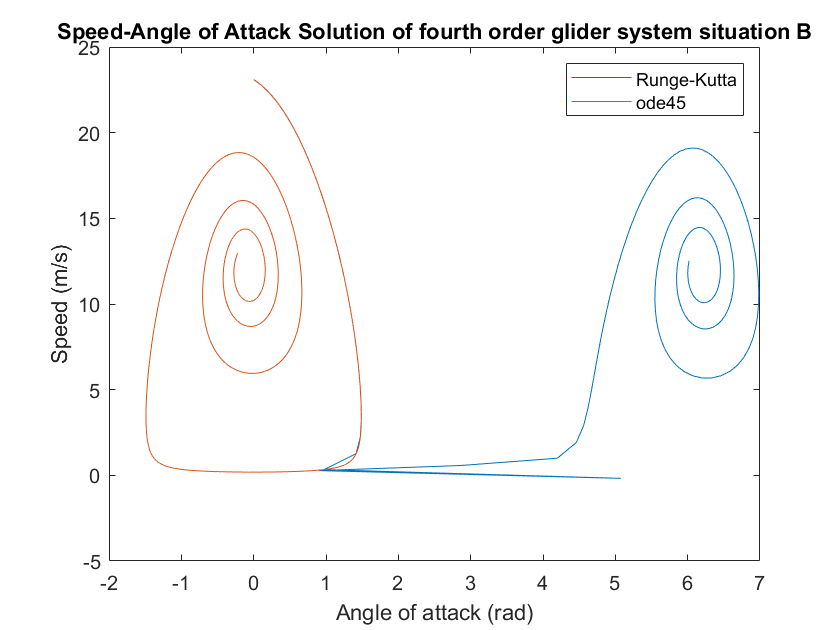 Speed-Angle of Attack Solution of fourth order glider system situation B
25
20
15
10
5
0
-5
Speed (m/s)
Runge-Kutta
ode45
-2 -1 0 1 2 3 4 5 6 7
Angle of attack (rad)